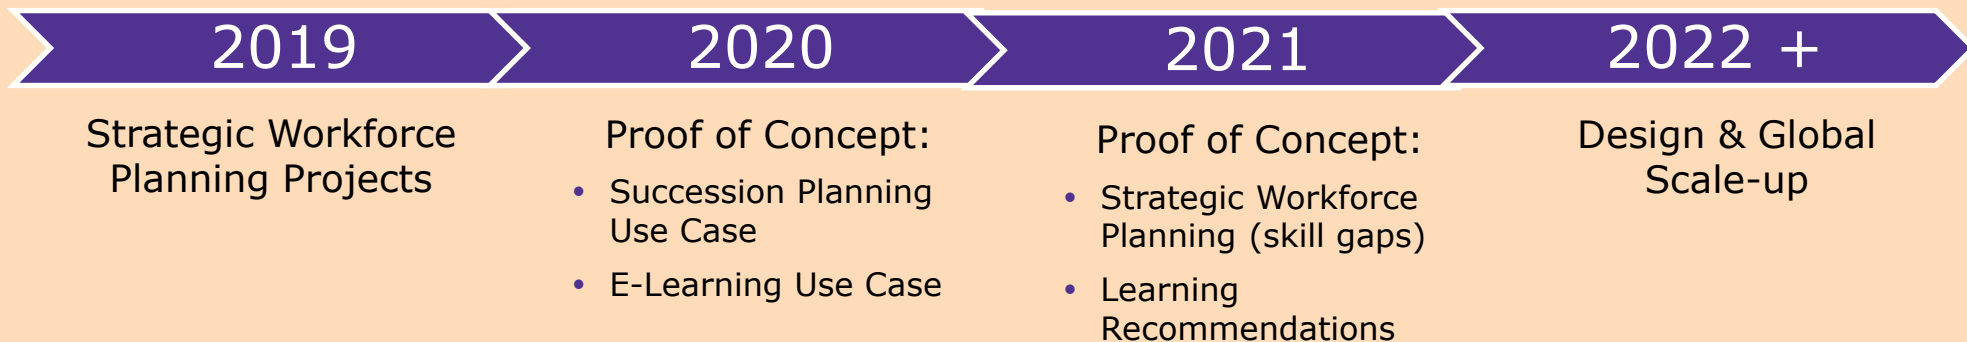 2019
2020
2021
2022 +
Strategic Workforce
Planning Projects
Proof of Concept:
• Succession Planning
Use Case
• E-Learning Use Case
Proof of Concept:
• Strategic Workforce
Planning (skill gaps)
• Learning
Recommendations
Design & Global
Scale-up